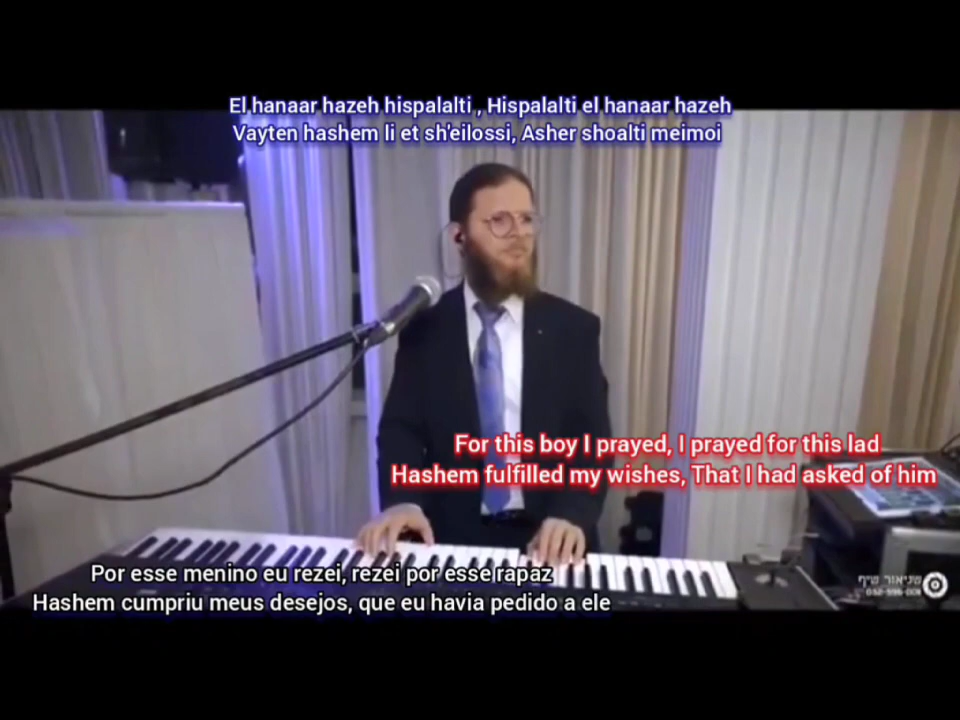 El hanaar hazeh hispalalti , Hispalalti el hanaar hazeh
Vayten hashem li et sh'eilossi, Asher shoalti meimoi
For this boy I prayed, I prayed for this lad
Hashem fulfilled my wishes, That I had asked of him
Por esse menino eu rezei, rezei por esse rapaz
Hashem cumpriu meus desejos, que eu havia pedido a ele
שניאור שיף